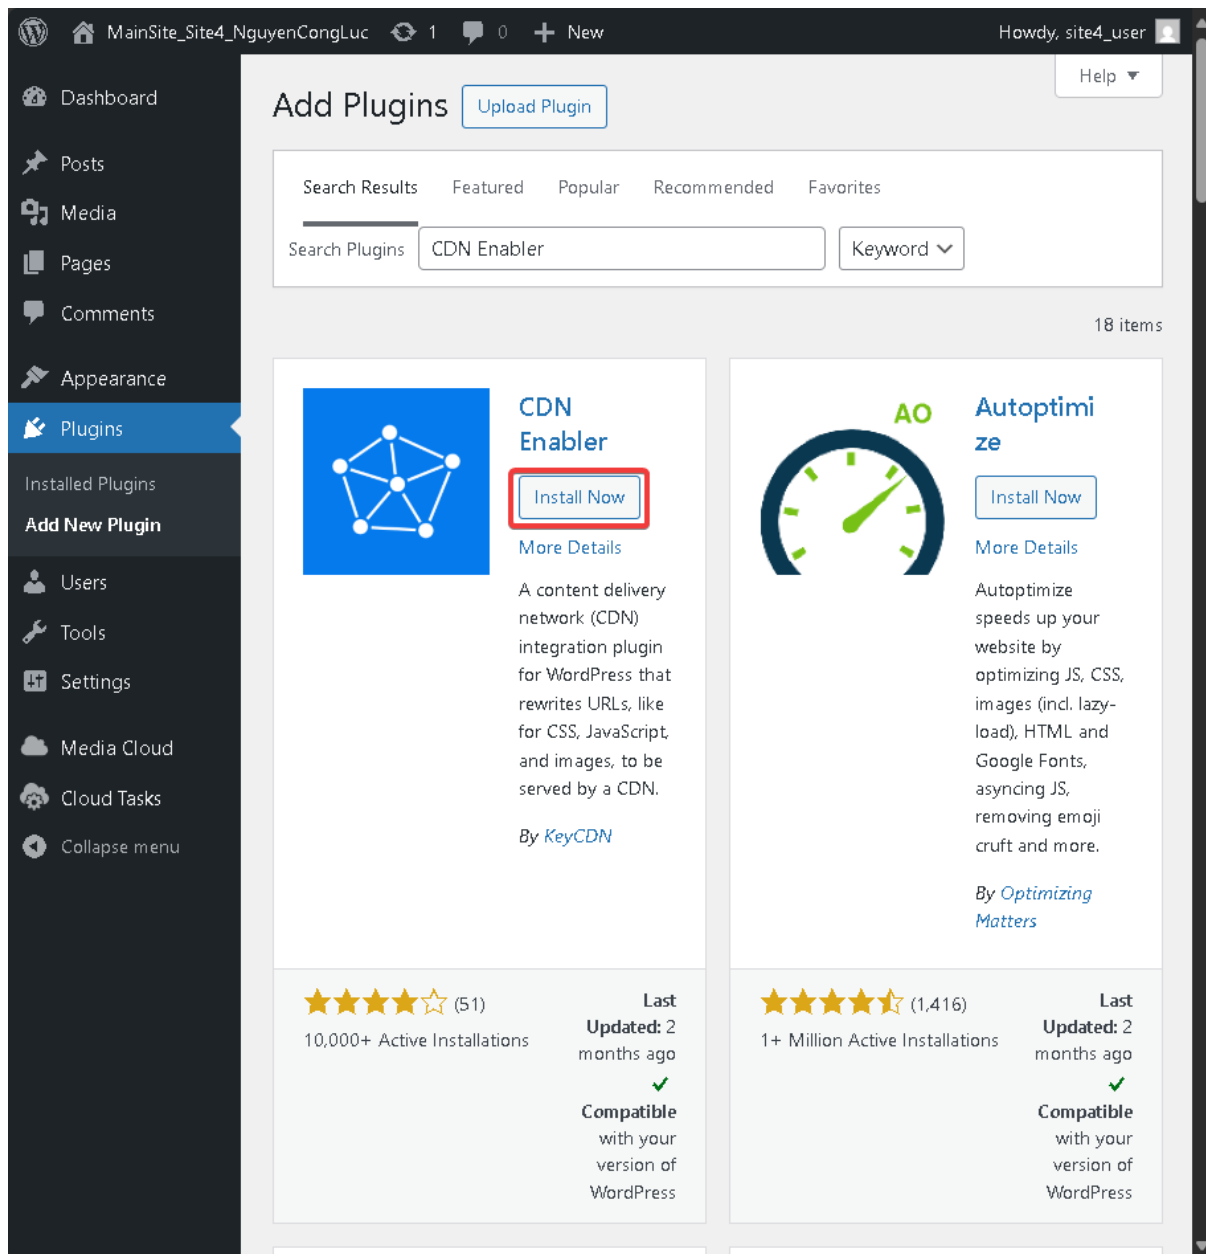 MainSite_Site4_NguyenCongLuc 1 0 New Howdy, site4_user
Help
Dashboard
Posts
Media
Pages
Comments
Appearance
Plugins
Installed Plugins
Add New Plugin
Users
Tools
Settings
Media Cloud
Cloud Tasks
Collapse menu
Add Plugins Upload Plugin
Search Results Featured Popular Recommended Favorites
Search Plugins CDN Enabler Keyword
18 items
CDN
Enabler
Install Now
More Details
A content delivery
network (CDN)
integration plugin
for WordPress that
rewrites URLs, like
for CSS, JavaScript,
and images, to be
served by a CDN.
By KeyCDN
(51)
10,000+ Active Installations
Last
Updated: 2
months ago
Compatible
with your
version of
WordPress
AO
Autoptimi
ze
Install Now
More Details
Autoptimize
speeds up your
website by
optimizing JS, CSS,
images (incl. lazy-
load), HTML and
Google Fonts,
asyncing JS,
removing emoji
cruft and more.
By Optimizing
Matters
(1,416)
1+ Million Active Installations
Last
Updated: 2
months ago
Compatible
with your
version of
WordPress